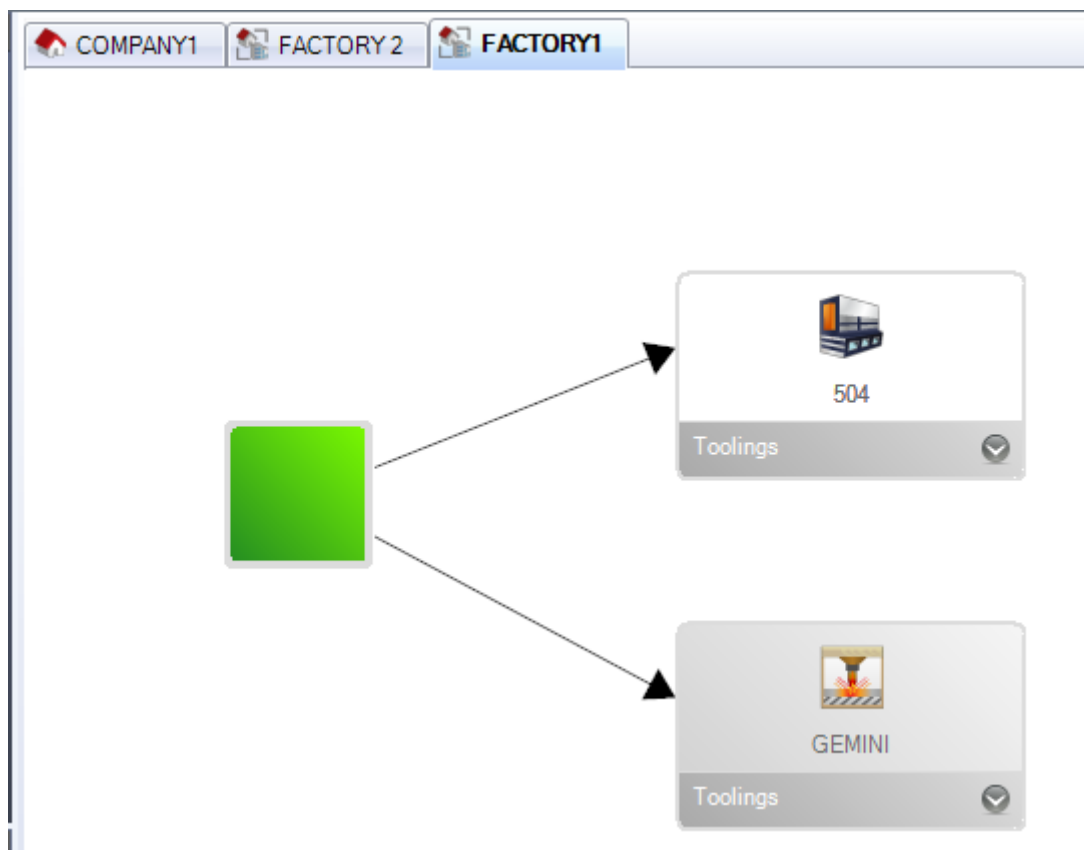 COMPANY1 FACTORY 2 FACTORY1
504
Toolings
GEMINI
Toolings